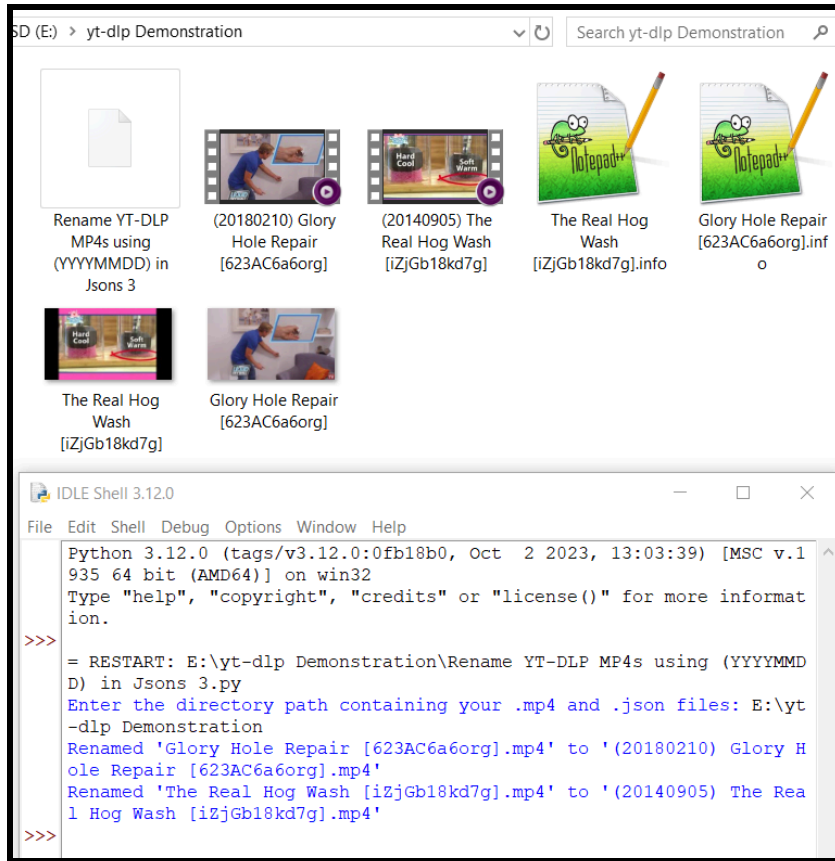 SD (E:) > yt-dlp Demonstration
Search yt-dlp Demonstration
Rename YT-DLP
MP4s using
(YYYYMMDD) in
Jsons 3
(20180210) Glory
Hole Repair
[623AC6a6org]
Hard
Cool
Soft
Warm
(20140905) The
Real Hog Wash
[iZjGb18kd7g]
Notepad++
The Real Hog
Wash
[iZjGb18kd7g].info
Notepad++
Glory Hole Repair
[623AC6a6org].inf
o
Hard
Cool
Soft
Warm
The Real Hog
Wash
[iZjGb18kd7g]
Glory Hole Repair
[623AC6a6org]
IDLE Shell 3.12.0
File Edit Shell Debug Options Window Help
Python 3.12.0 (tags/v3.12.0:0fb18b0, Oct  2 2023, 13:03:39) [MSC v.1
935 64 bit (AMD64)] on win32
Type "help", "copyright", "credits" or "license()" for more informat
ion.
>>>
= RESTART: E:\yt-dlp Demonstration\Rename YT-DLP MP4s using (YYYYMMD
D) in Jsons 3.py
Enter the directory path containing your .mp4 and .json files: E:\yt
-dlp Demonstration
Renamed 'Glory Hole Repair [623AC6a6org].mp4' to '(20180210) Glory H
ole Repair [623AC6a6org].mp4'
Renamed 'The Real Hog Wash [iZjGb18kd7g].mp4' to '(20140905) The Rea
l Hog Wash [iZjGb18kd7g].mp4'
>>>